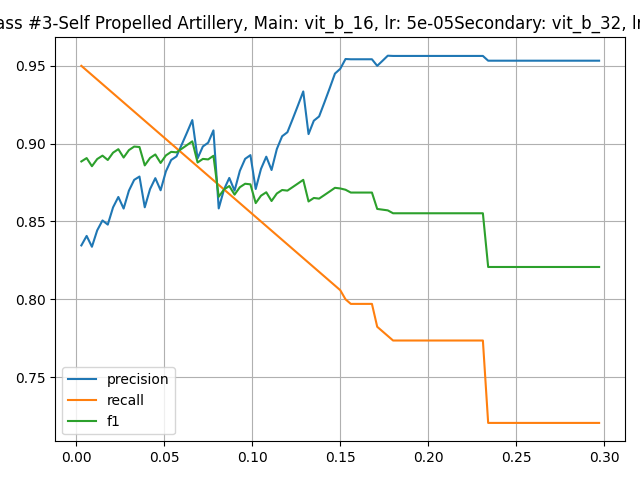 ass #3-Self Propelled Artillery, Main: vit_b_16, lr: 5e-05Secondary: vit_b_32, lr
0.95
0.90
0.85
0.80
0.75
precision
recall
f1
0.00 0.05 0.10 0.15 0.20 0.25 0.30